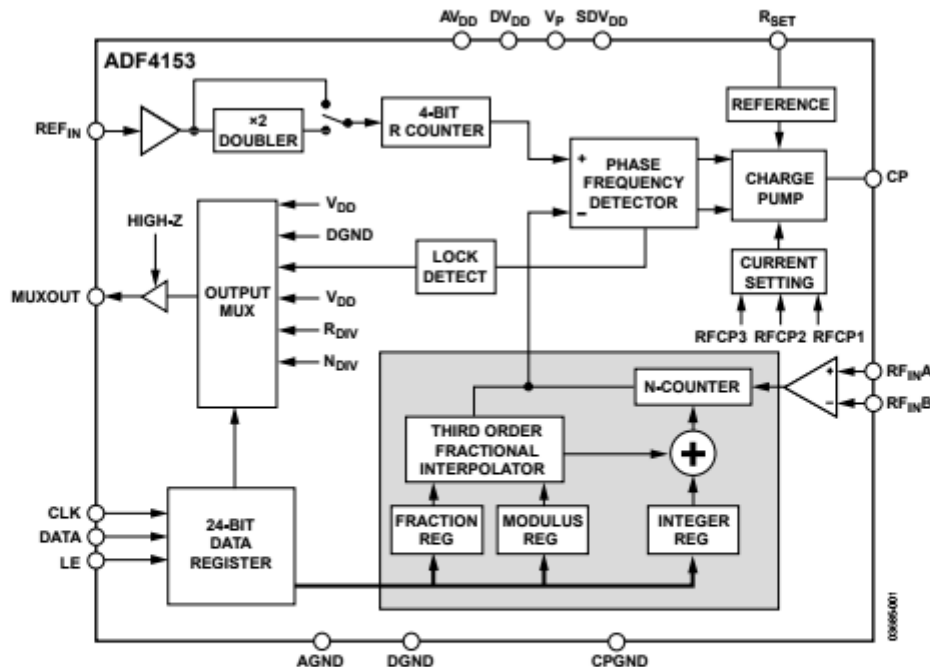 AVDD DVDD VP SDVDD RSET
ADF4153
REFIN
×2
DOUBLER
4-BIT
R COUNTER
REFERENCE
PHASE
FREQUENCY
DETECTOR
+
−
CHARGE
PUMP
CP
HIGH-Z
MUXOUT
OUTPUT
MUX
VDD
DGND
VDD
RDIV
NDIV
LOCK
DETECT
CURRENT
SETTING
RFCP3 RFCP2 RFCP1
RFINA
RFINB
+
−
N-COUNTER
THIRD ORDER
FRACTIONAL
INTERPOLATOR
+
FRACTION
REG
MODULUS
REG
INTEGER
REG
CLK
DATA
LE
24-BIT
DATA
REGISTER
AGND DGND CPGND
03685-001